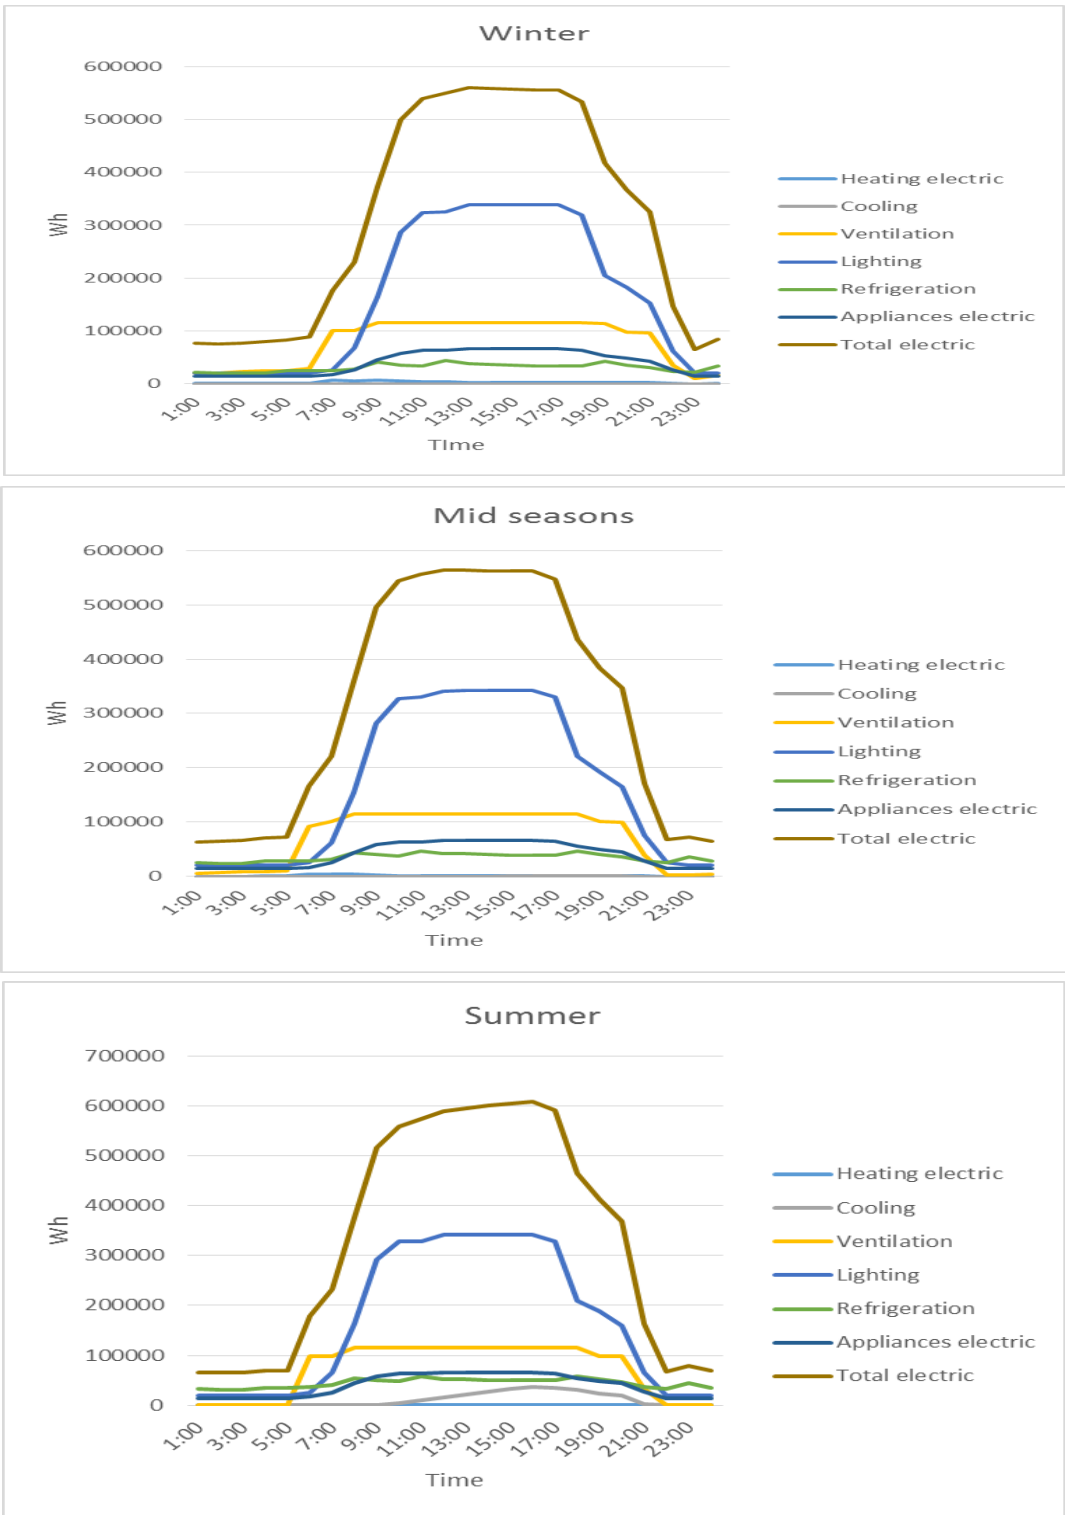 Winter
600000
500000
400000
300000
200000
100000
0
Wh
1:00 3:00 5:00 7:00 9:00 11:00 13:00 15:00 17:00 19:00 21:00 23:00
TIme
Heating electric
Cooling
Ventilation
Lighting
Refrigeration
Appliances electric
Total electric
Mid seasons
600000
500000
400000
300000
200000
100000
0
Wh
1:00 3:00 5:00 7:00 9:00 11:00 13:00 15:00 17:00 19:00 21:00 23:00
Time
Heating electric
Cooling
Ventilation
Lighting
Refrigeration
Appliances electric
Total electric
Summer
700000
600000
500000
400000
300000
200000
100000
0
Wh
1:00 3:00 5:00 7:00 9:00 11:00 13:00 15:00 17:00 19:00 21:00 23:00
Time
Heating electric
Cooling
Ventilation
Lighting
Refrigeration
Appliances electric
Total electric